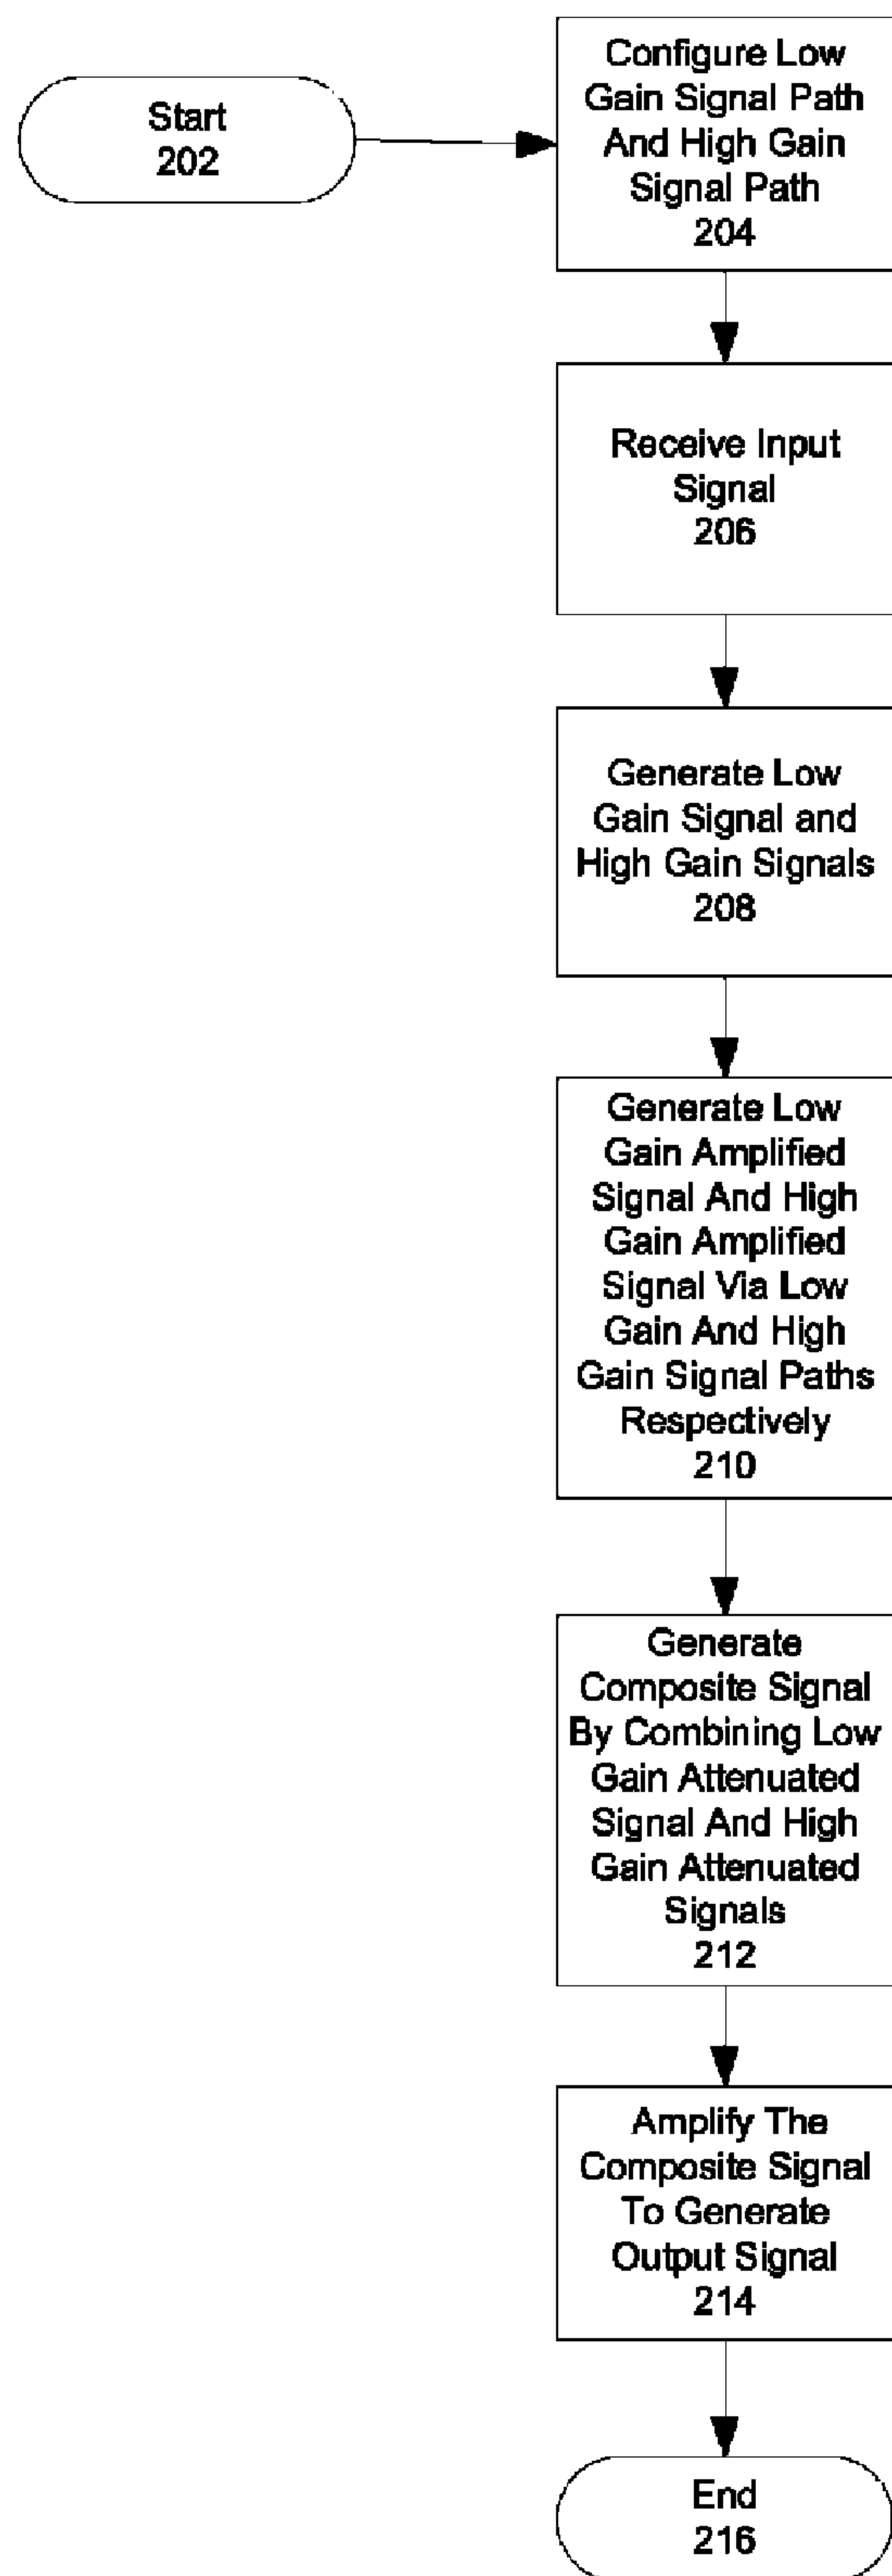 Start
202
Configure Low
Gain Signal Path
And High Gain
Signal Path
204
Receive Input
Signal
206
Generate Low
Gain Signal and
High Gain Signals
208
Generate Low
Gain Amplified
Signal And High
Gain Amplified
Signal Via Low
Gain And High
Gain Signal Paths
Respectively
210
Generate
Composite Signal
By Combining Low
Gain Attenuated
Signal And High
Gain Attenuated
Signals
212
Amplify The
Composite Signal
To Generate
Output Signal
214
End
216